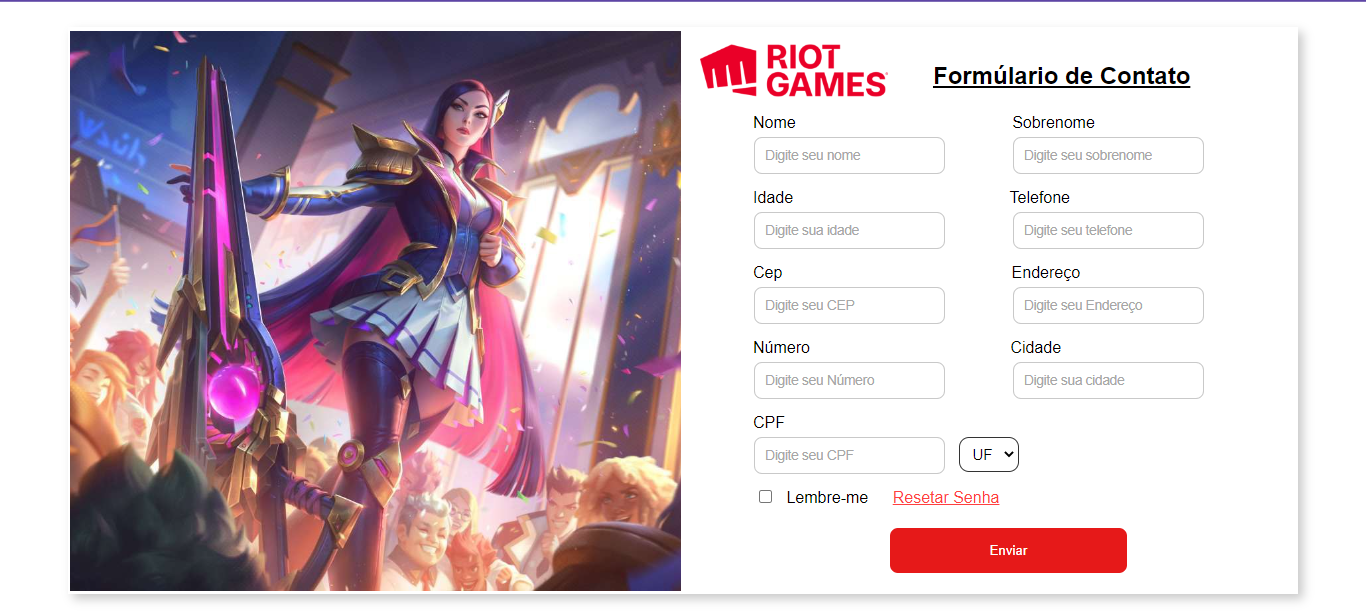 RIOT
GAMES
Formúlario de Contato
Nome Sobrenome
Digite seu nome Digite seu sobrenome
Idade Telefone
Digite sua idade Digite seu telefone
Cep Endereço
Digite seu CEP Digite seu Endereço
Número Cidade
Digite seu Número Digite sua cidade
CPF
Digite seu CPF UF
Lembre-me Resetar Senha
Enviar